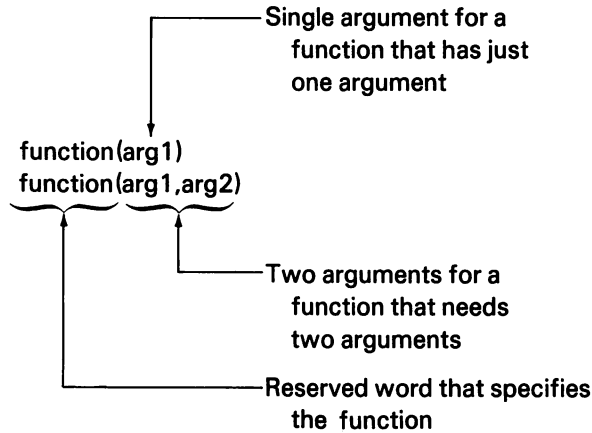 Single argument for a
function that has just
one argument
function(arg1)
function(arg1,arg2)
Two arguments for a
function that needs
two arguments
Reserved word that specifies
the function